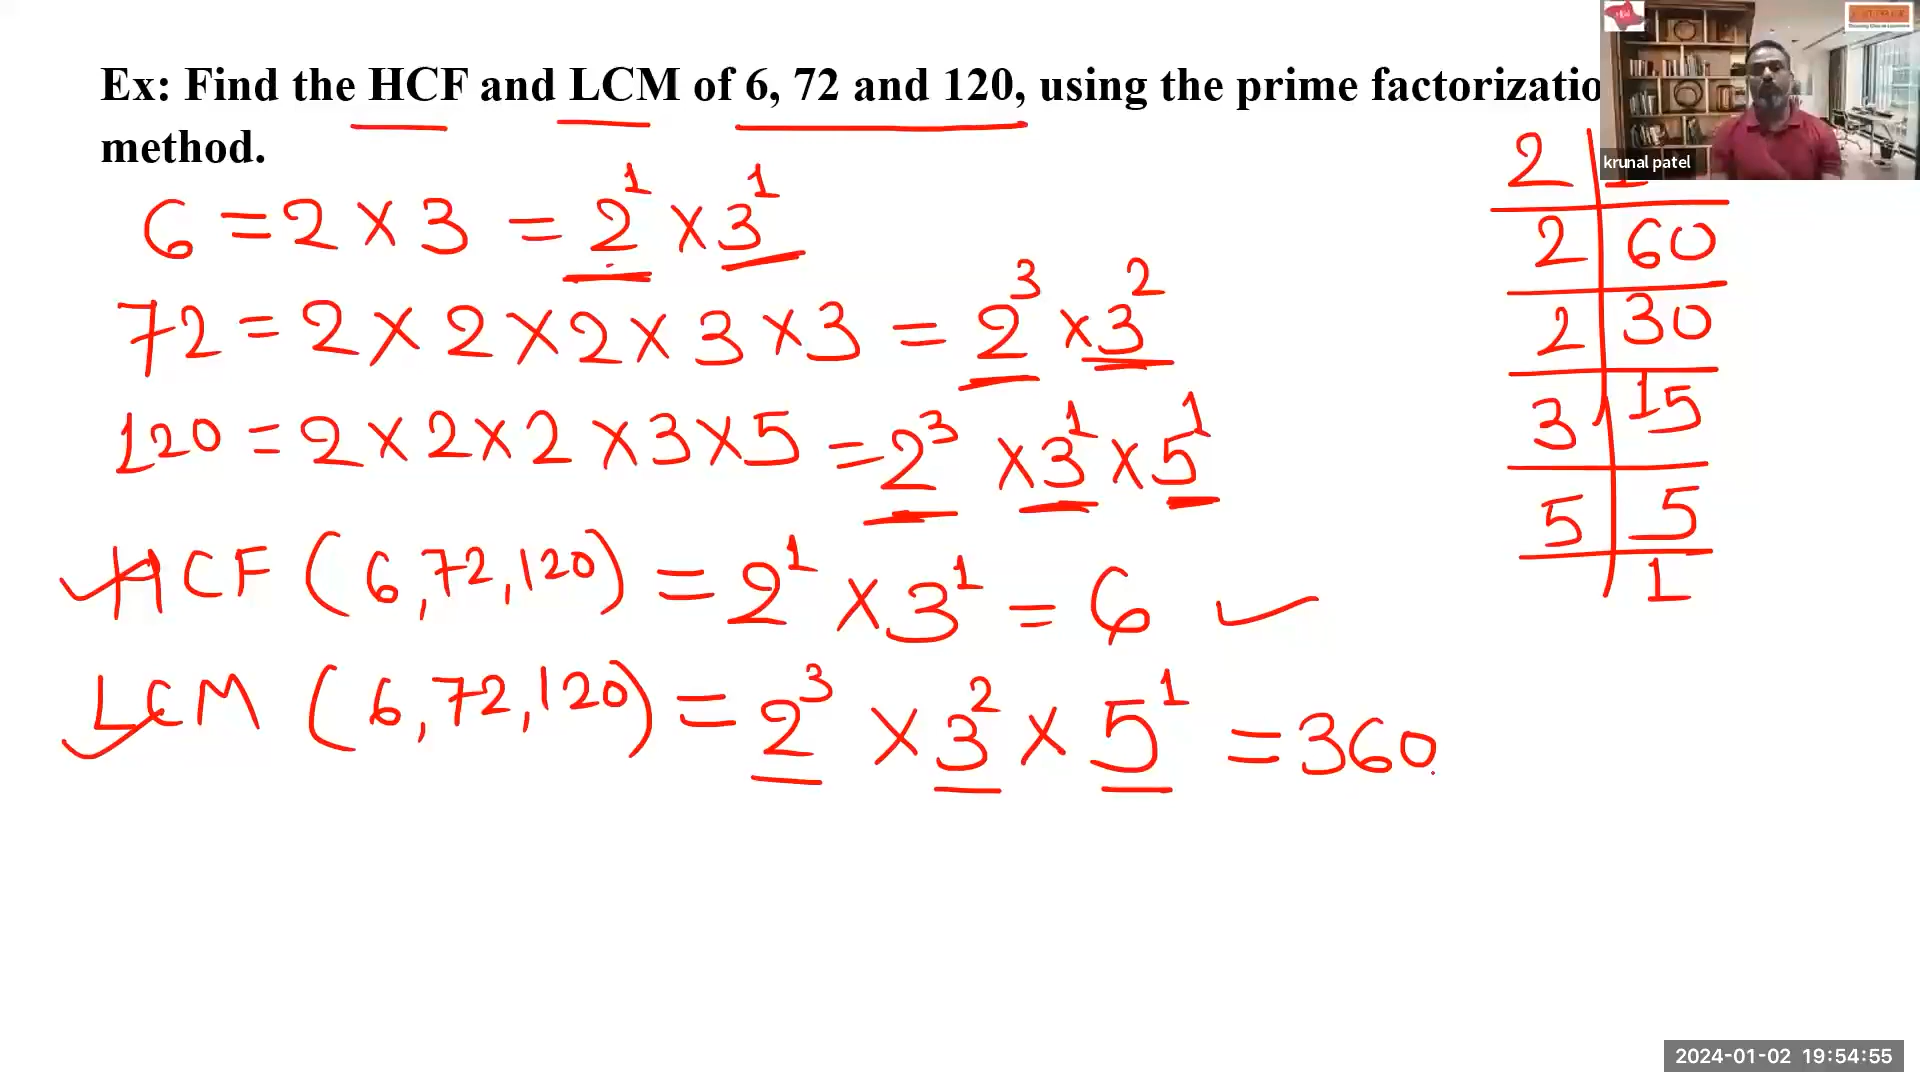 Ex: Find the HCF and LCM of 6, 72 and 120, using the prime factorizatio
method.
6 = 2 × 3 = 2¹ × 3¹
72 = 2 × 2 × 2 × 3 × 3 = 2³ × 3²
120 = 2 × 2 × 2 × 3 × 5 = 2³ × 3¹ × 5¹
HCF (6, 72, 120) = 2¹ × 3¹ = 6
LCM (6, 72, 120) = 2³ × 3² × 5¹ = 360
2 | 1
2 | 60
2 | 30
3 | 15
5 | 5
1
krunal patel
2024-01-02 19:54:55